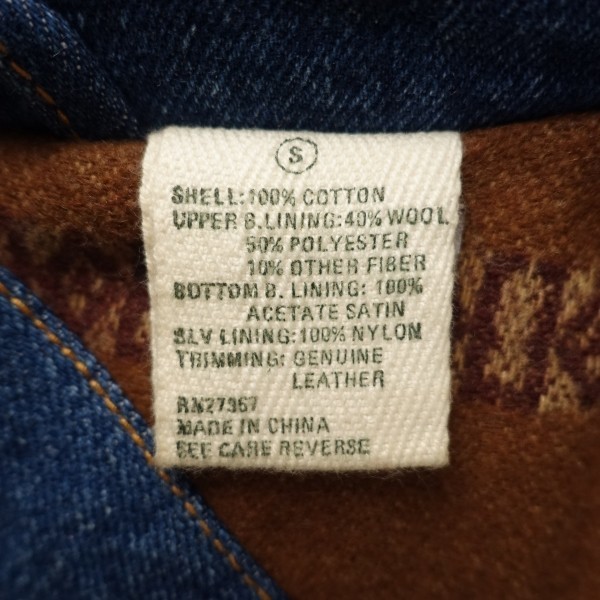 S
SHELL: 100% COTTON
UPPER B. LINING: 40% WOOL
50% POLYESTER
10% OTHER FIBER
BOTTOM B. LINING: 100%
ACETATE SATIN
SLV LINING: 100% NYLON
TRIMMING: GENUINE
LEATHER
RN27367
MADE IN CHINA
SEE CARE REVERSE